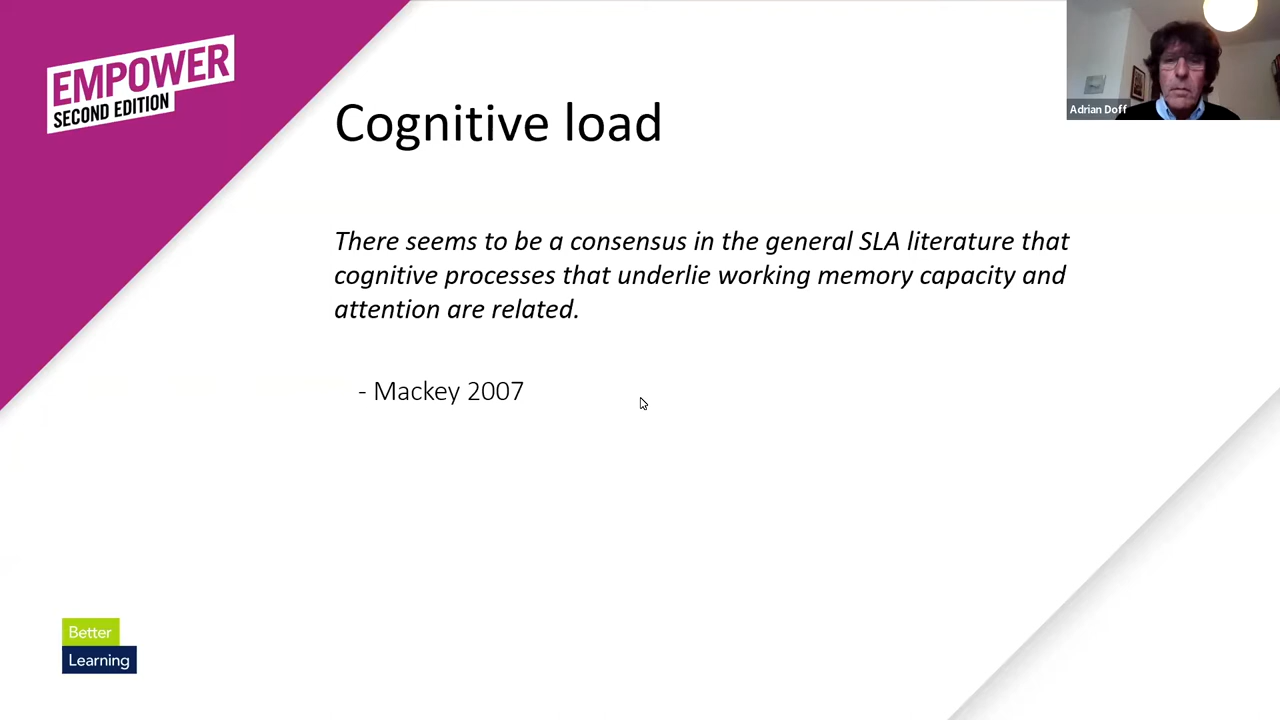 EMPOWER
SECOND EDITION
Adrian Doff
Cognitive load
There seems to be a consensus in the general SLA literature that
cognitive processes that underlie working memory capacity and
attention are related.
- Mackey 2007
Better
Learning